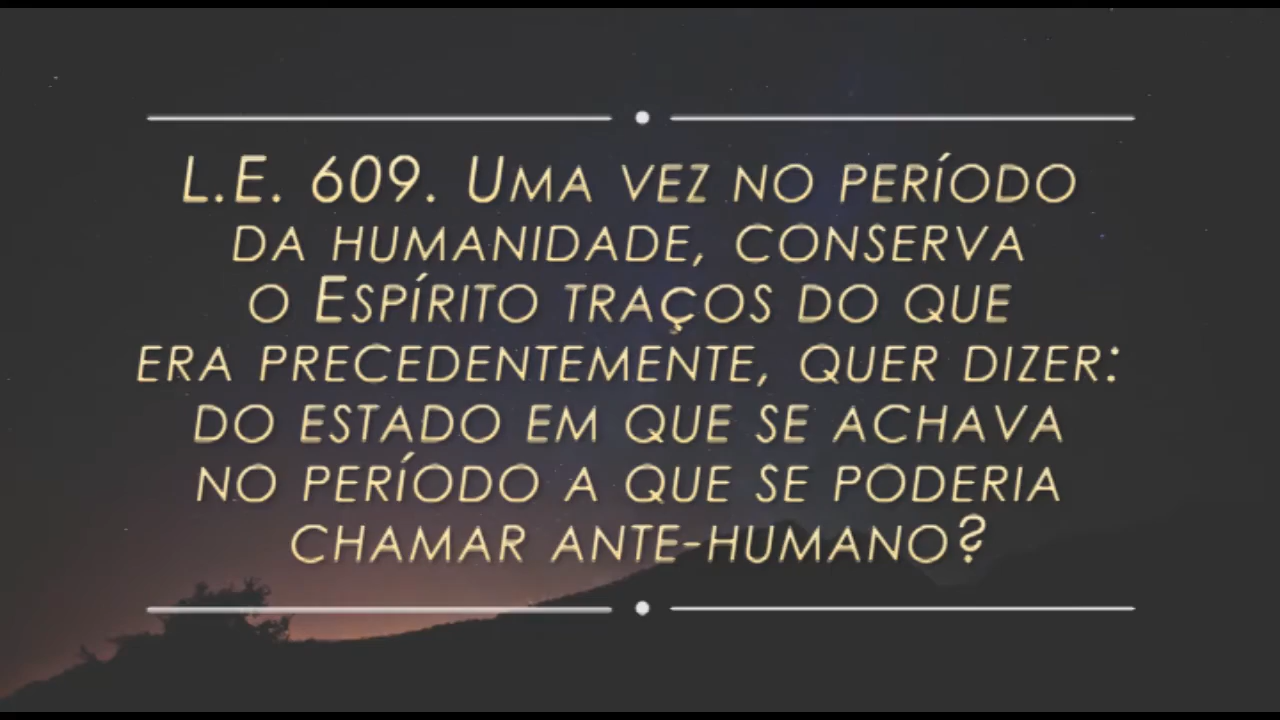 L.E. 609. UMA VEZ NO PERÍODO
DA HUMANIDADE, CONSERVA
O ESPÍRITO TRAÇOS DO QUE
ERA PRECEDENTEMENTE, QUER DIZER:
DO ESTADO EM QUE SE ACHAVA
NO PERÍODO A QUE SE PODERIA
CHAMAR ANTE-HUMANO?